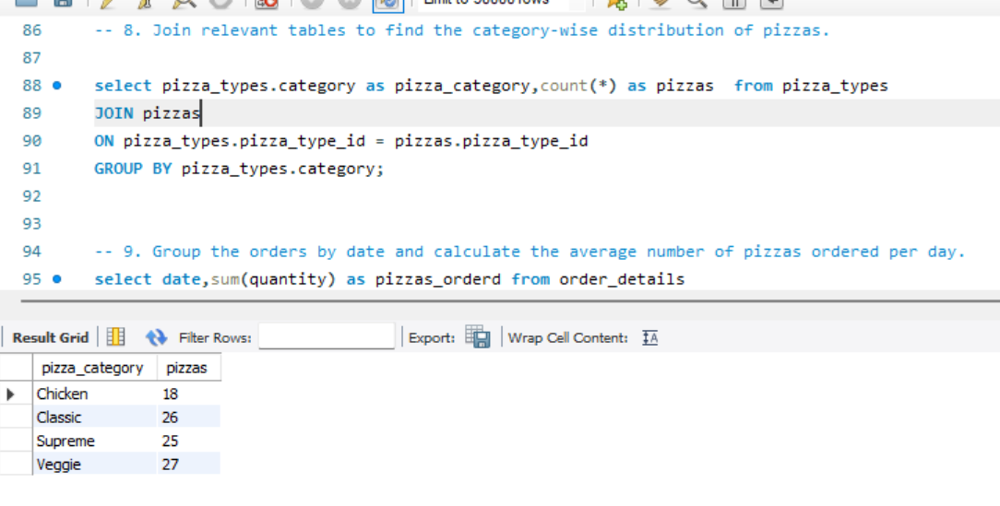 Limit to 50000 rows
86 -- 8. Join relevant tables to find the category-wise distribution of pizzas.
87
88 select pizza_types.category as pizza_category,count(*) as pizzas from pizza_types
89 JOIN pizzas
90 ON pizza_types.pizza_type_id = pizzas.pizza_type_id
91 GROUP BY pizza_types.category;
92
93
94 -- 9. Group the orders by date and calculate the average number of pizzas ordered per day.
95 select date,sum(quantity) as pizzas_orderd from order_details
Result Grid Filter Rows: Export: Wrap Cell Content:
pizza_category pizzas
Chicken 18
Classic 26
Supreme 25
Veggie 27